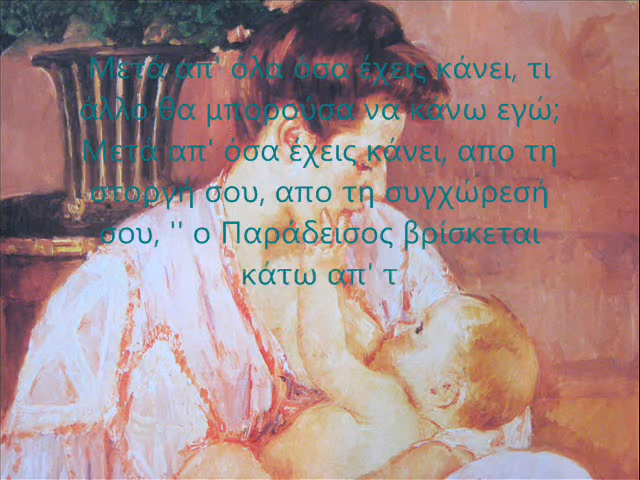 Μετά απ' όλα όσα έχεις κάνει, τι
άλλο θα μπορούσα να κάνω εγώ;
Μετά απ' όσα έχεις κάνει, απο τη
στοργή σου, απο τη συγχώρεσή
σου, '' ο Παράδεισος βρίσκεται
κάτω απ' τ